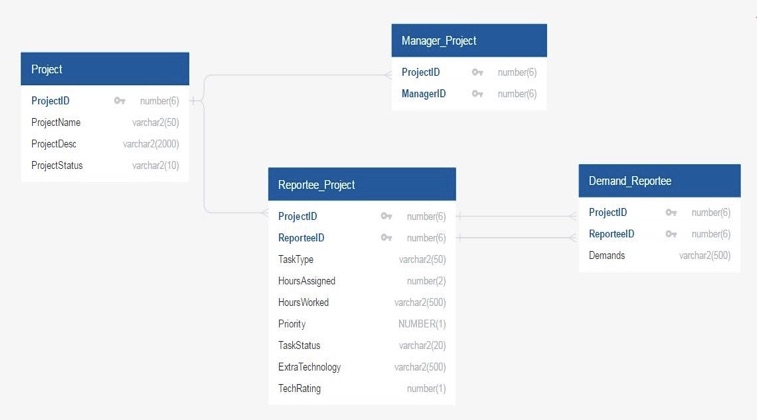 Project
ProjectID number(6)
ProjectName varchar2(50)
ProjectDesc varchar2(2000)
ProjectStatus varchar2(10)
Manager_Project
ProjectID number(6)
ManagerID number(6)
Reportee_Project
ProjectID number(6)
ReporteeID number(6)
TaskType varchar2(50)
HoursAssigned number(2)
HoursWorked varchar2(500)
Priority NUMBER(1)
TaskStatus varchar2(20)
ExtraTechnology varchar2(500)
TechRating number(1)
Demand_Reportee
ProjectID number(6)
ReporteeID number(6)
Demands varchar2(500)